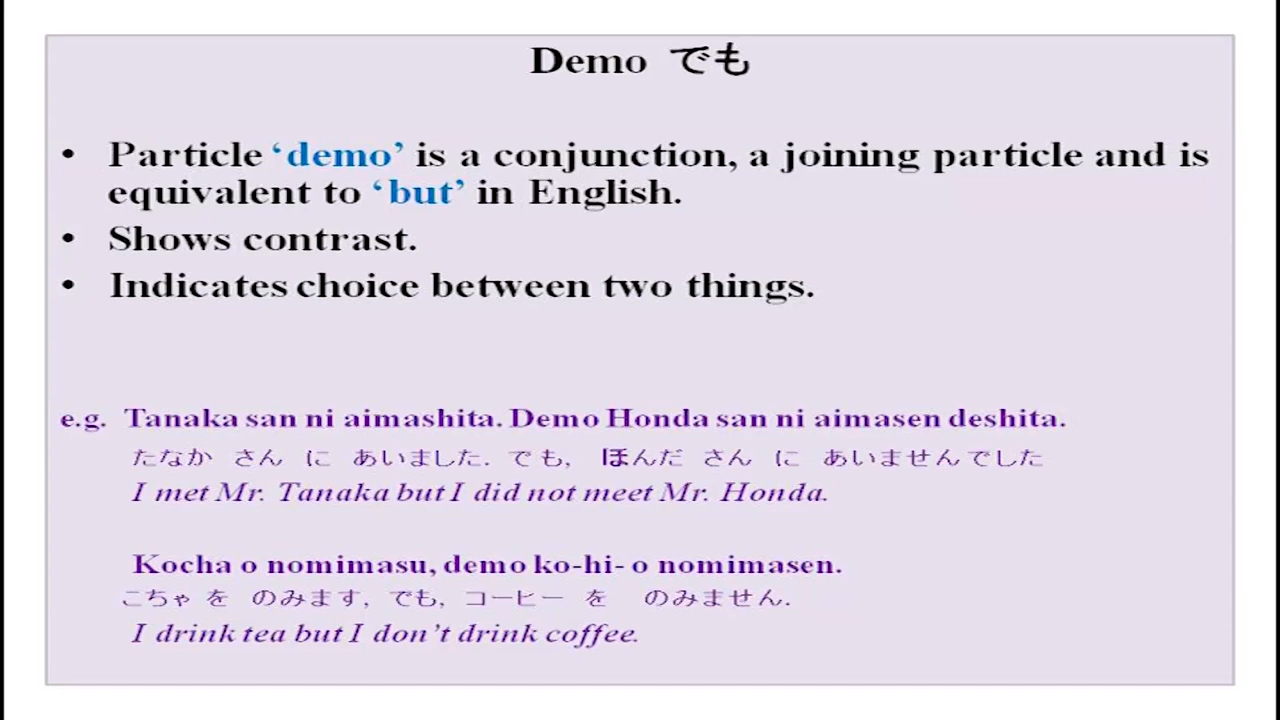 Demo でも
• Particle ‘demo’ is a conjunction, a joining particle and is
equivalent to ‘but’ in English.
• Shows contrast.
• Indicates choice between two things.
e.g. Tanaka san ni aimashita. Demo Honda san ni aimasen deshita.
たなか さん に あいました. でも, ほんだ さん に あいませんでした
I met Mr. Tanaka but I did not meet Mr. Honda.
Kocha o nomimasu, demo ko-hi- o nomimasen.
こちゃ を のみます, でも, コーヒー を のみません.
I drink tea but I don’t drink coffee.